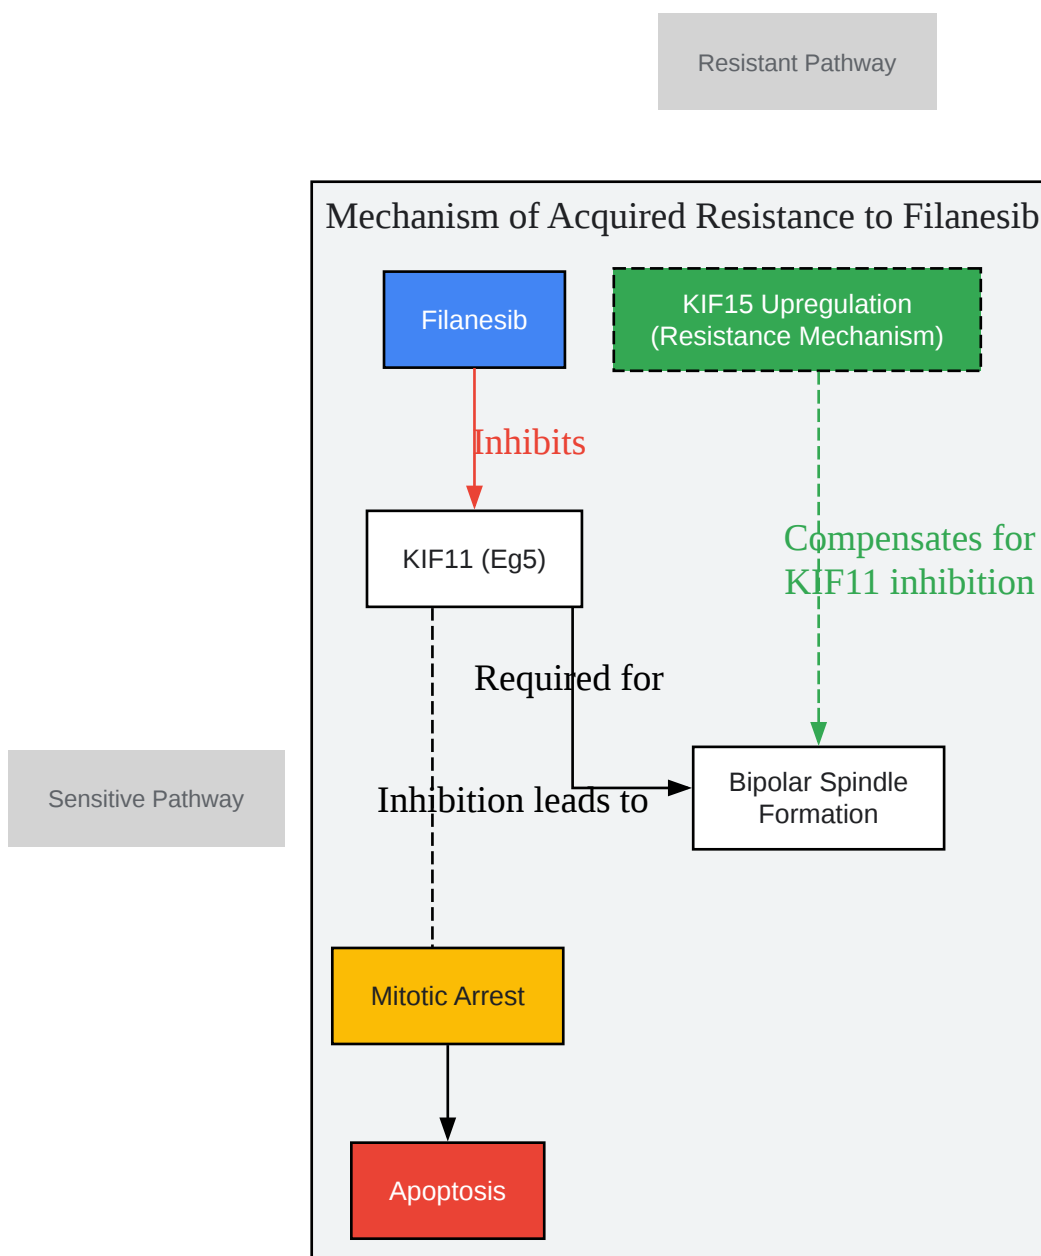 Resistant Pathway
Mechanism of Acquired Resistance to Filanesib
Filanesib
KIF15 Upregulation
(Resistance Mechanism)
Inhibits
Compensates for
KIF11 inhibition
KIF11 (Eg5)
Required for
Sensitive Pathway
Inhibition leads to
Bipolar Spindle
Formation
Mitotic Arrest
Apoptosis